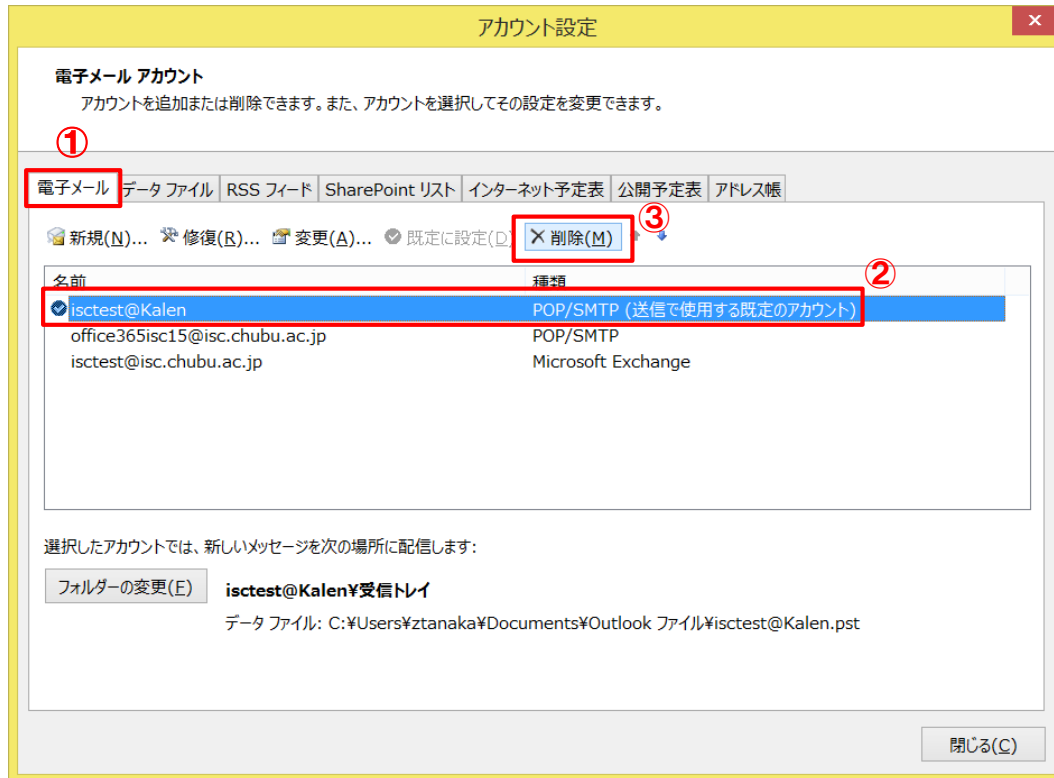 アカウント設定
x
電子メール アカウント
アカウントを追加または削除できます。また、アカウントを選択してその設定を変更できます。
①
電子メール データ ファイル RSS フィード SharePoint リスト インターネット予定表 公開予定表 アドレス帳
③
新規(N)... 修復(R)... 変更(A)... 既定に設定(D) ×削除(M)
②
名前 種類
isctest@Kalen POP/SMTP (送信で使用する既定のアカウント)
office365isc15@isc.chubu.ac.jp POP/SMTP
isctest@isc.chubu.ac.jp Microsoft Exchange
選択したアカウントでは、新しいメッセージを次の場所に配信します:
フォルダーの変更(F) isctest@Kalen¥受信トレイ
データ ファイル: C:¥Users¥ztanaka¥Documents¥Outlook ファイル¥isctest@Kalen.pst
閉じる(C)